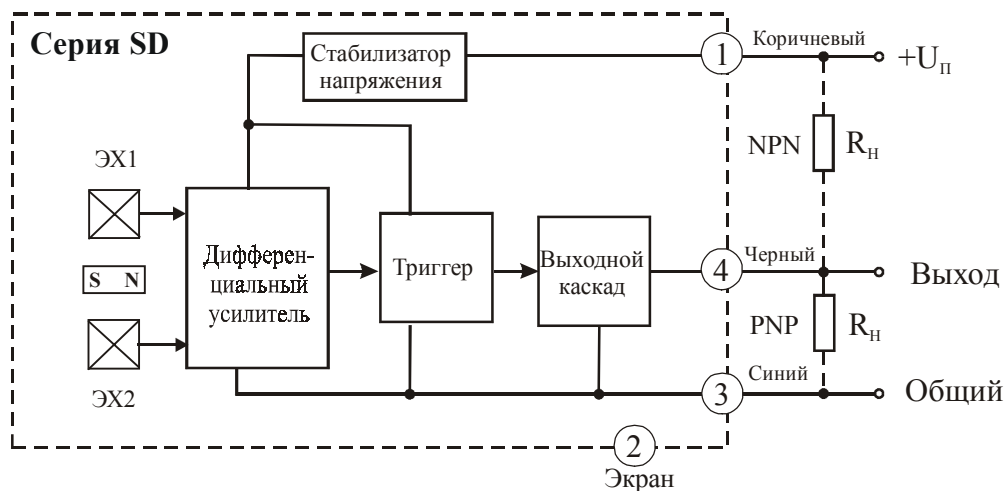 Серия SD
Стабилизатор
напряжения
1
Коричневый
+Uп
ЭХ1
NPN
Rн
S N
Дифферен-
циальный
усилитель
Триггер
Выходной
каскад
4
Черный
Выход
PNP
Rн
ЭХ2
3
Синий
Общий
2
Экран